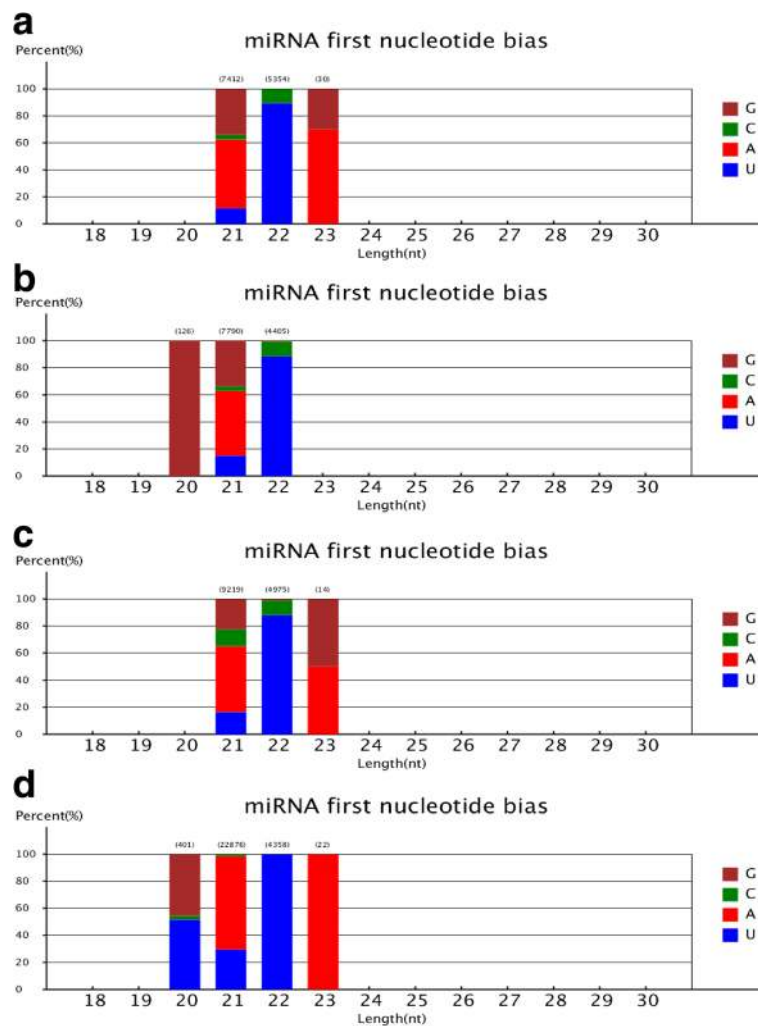 a
miRNA first nucleotide bias
Percent(%)
(7412) (5354) (30)
100
80
60
40
20
0
G
C
A
U
18 19 20 21 22 23 24 25 26 27 28 29 30
Length(nt)
b
miRNA first nucleotide bias
Percent(%)
(126) (7790) (4405)
100
80
60
40
20
0
G
C
A
U
18 19 20 21 22 23 24 25 26 27 28 29 30
Length(nt)
c
miRNA first nucleotide bias
Percent(%)
(9219) (4975) (14)
100
80
60
40
20
0
G
C
A
U
18 19 20 21 22 23 24 25 26 27 28 29 30
Length(nt)
d
miRNA first nucleotide bias
Percent(%)
(401) (22876) (4358) (22)
100
80
60
40
20
0
G
C
A
U
18 19 20 21 22 23 24 25 26 27 28 29 30
Length(nt)